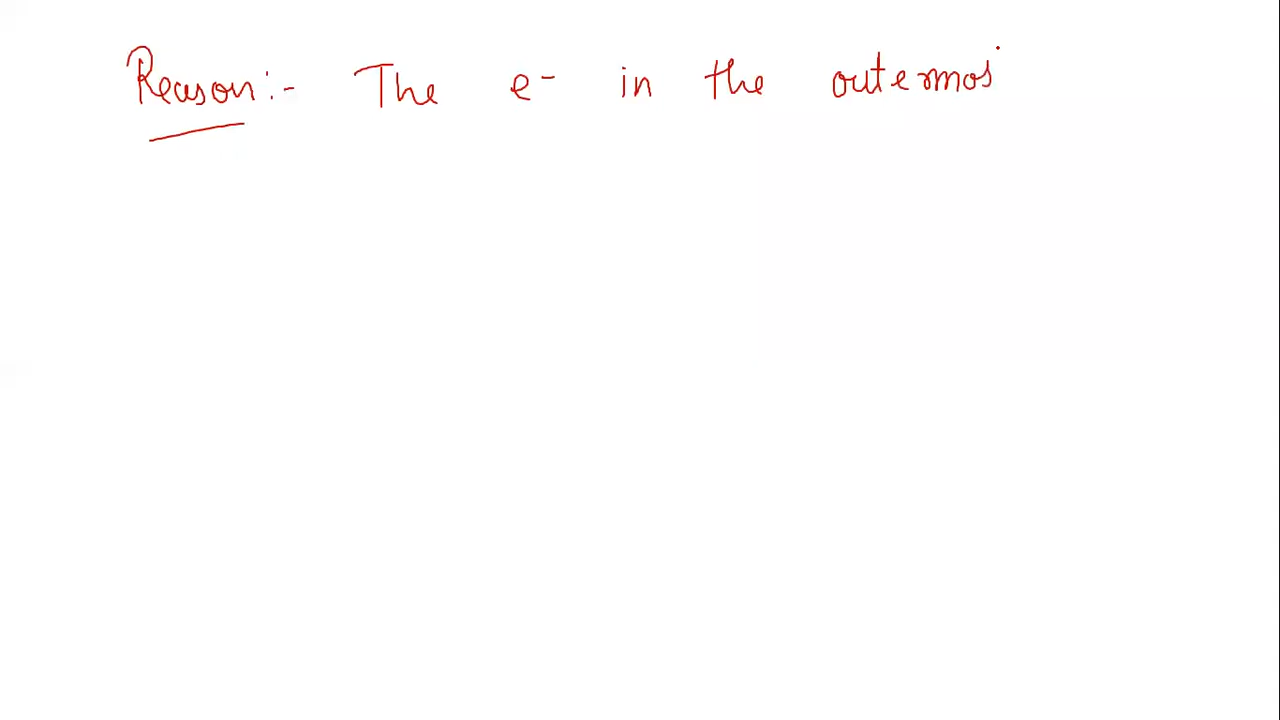 Reason:- The e⁻ in the outermos